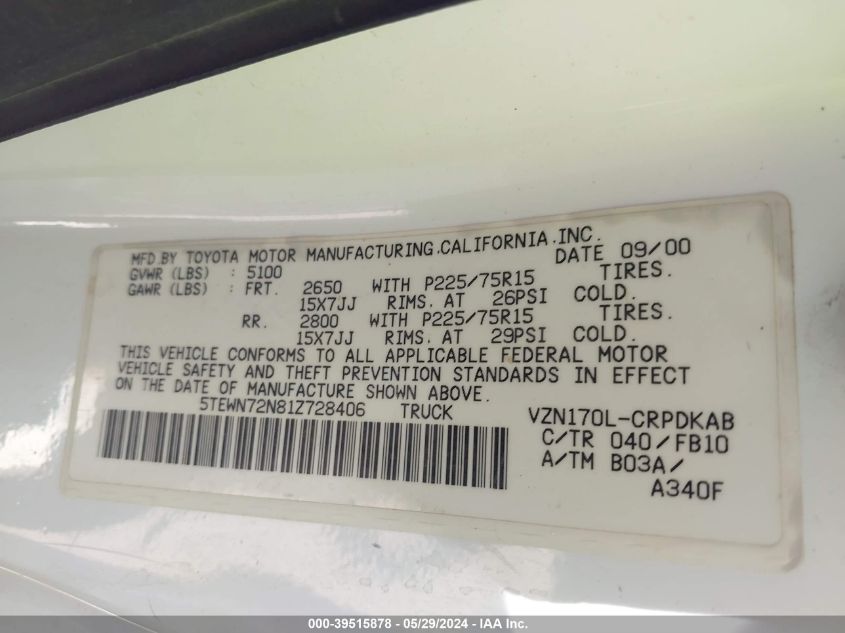 MFD.BY TOYOTA MOTOR MANUFACTURING.CALIFORNIA.INC.
DATE 09/00
GVWR (LBS) : 5100
GAWR (LBS) : FRT. 2650 WITH P225/75R15 TIRES.
15X7JJ RIMS. AT 26PSI COLD.
RR. 2800 WITH P225/75R15 TIRES.
15X7JJ RIMS. AT 29PSI COLD.
THIS VEHICLE CONFORMS TO ALL APPLICABLE FEDERAL MOTOR
VEHICLE SAFETY AND THEFT PREVENTION STANDARDS IN EFFECT
ON THE DATE OF MANUFACTURE SHOWN ABOVE.
5TEWN72N81Z728406 TRUCK
VZN170L-CRPDKAB
C/TR 040/FB10
A/TM B03A/
A340F
000-39515878 - 05/29/2024 - IAA Inc.